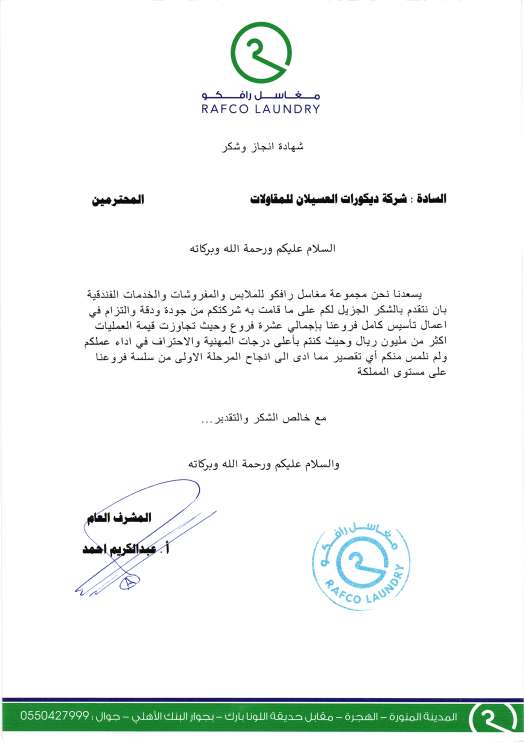 مغاسل رافكو
RAFCO LAUNDRY
شهادة انجاز وشكر
السادة : شركة ديكورات العسيلان للمقاولات المحترمين
السلام عليكم ورحمة الله وبركاته
يسعدنا نحن مجموعة مغاسل رافكو للملابس والمفروشات والخدمات الفندقية
بان نتقدم بالشكر الجزيل لكم على ما قامت به شركتكم من جودة ودقة والتزام في
اعمال تأسيس كامل فروعنا بإجمالي عشرة فروع وحيث تجاوزت قيمة العمليات
اكثر من مليون ريال وحيث كنتم بأعلى درجات المهنية والاحتراف في اداء عملكم
ولم نلمس منكم أي تقصير مما ادى الى انجاح المرحلة الاولى من سلسة فروعنا
على مستوى المملكة
مع خالص الشكر والتقدير...
والسلام عليكم ورحمة الله وبركاته
المشرف العام
أ. عبدالكريم احمد
A
مغاسل رافكو
RAFCO LAUNDRY
المدينة المنورة – الهجرة – مقابل حديقة اللونا بارك – بجوار البنك الأهلي – جوال : 0550427999